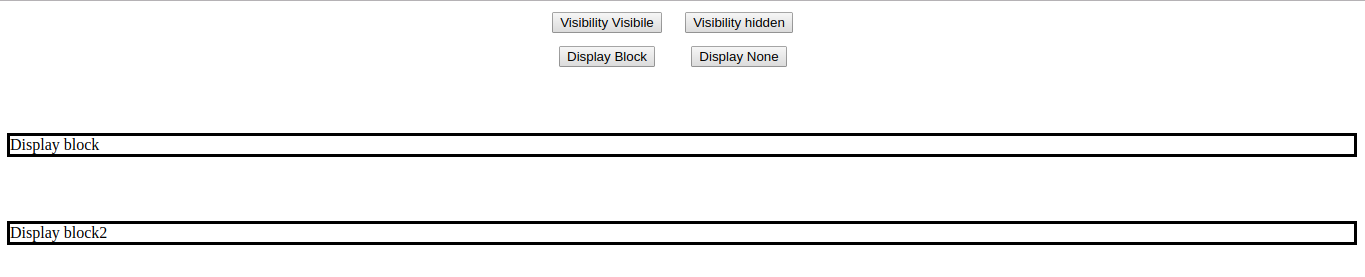 Visibility Visibile Visibility hidden
Display Block Display None
Display block
Display block2